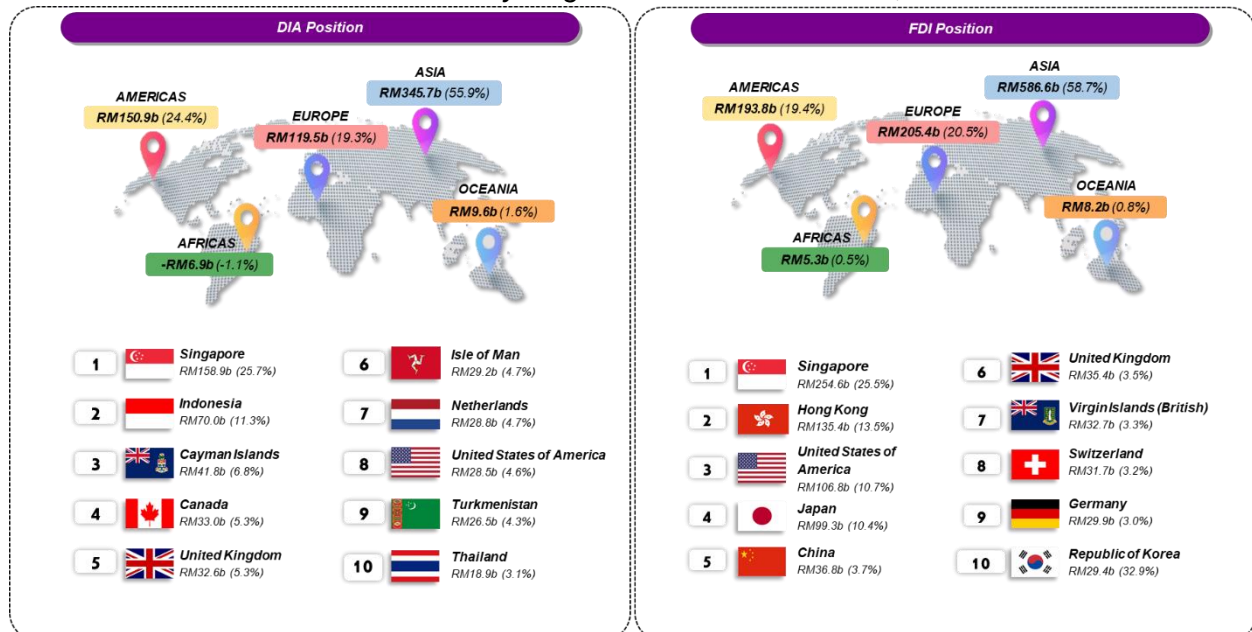 DIA Position
ASIA
RM345.7b (55.9%)
AMERICAS
RM150.9b (24.4%)
EUROPE
RM119.5b (19.3%)
OCEANIA
RM9.6b (1.6%)
AFRICAS
-RM6.9b (-1.1%)
1
Singapore
RM158.9b (25.7%)
2
Indonesia
RM70.0b (11.3%)
3
Cayman Islands
RM41.8b (6.8%)
4
Canada
RM33.0b (5.3%)
5
United Kingdom
RM32.6b (5.3%)
6
Isle of Man
RM29.2b (4.7%)
7
Netherlands
RM28.8b (4.7%)
8
United States of America
RM28.5b (4.6%)
9
Turkmenistan
RM26.5b (4.3%)
10
Thailand
RM18.9b (3.1%)
FDI Position
ASIA
RM586.6b (58.7%)
AMERICAS
RM193.8b (19.4%)
EUROPE
RM205.4b (20.5%)
OCEANIA
RM8.2b (0.8%)
AFRICAS
RM5.3b (0.5%)
1
Singapore
RM254.6b (25.5%)
2
Hong Kong
RM135.4b (13.5%)
3
United States of
America
RM106.8b (10.7%)
4
Japan
RM99.3b (10.4%)
5
China
RM36.8b (3.7%)
6
United Kingdom
RM35.4b (3.5%)
7
Virgin Islands (British)
RM32.7b (3.3%)
8
Switzerland
RM31.7b (3.2%)
9
Germany
RM29.9b (3.0%)
10
Republic of Korea
RM29.4b (32.9%)